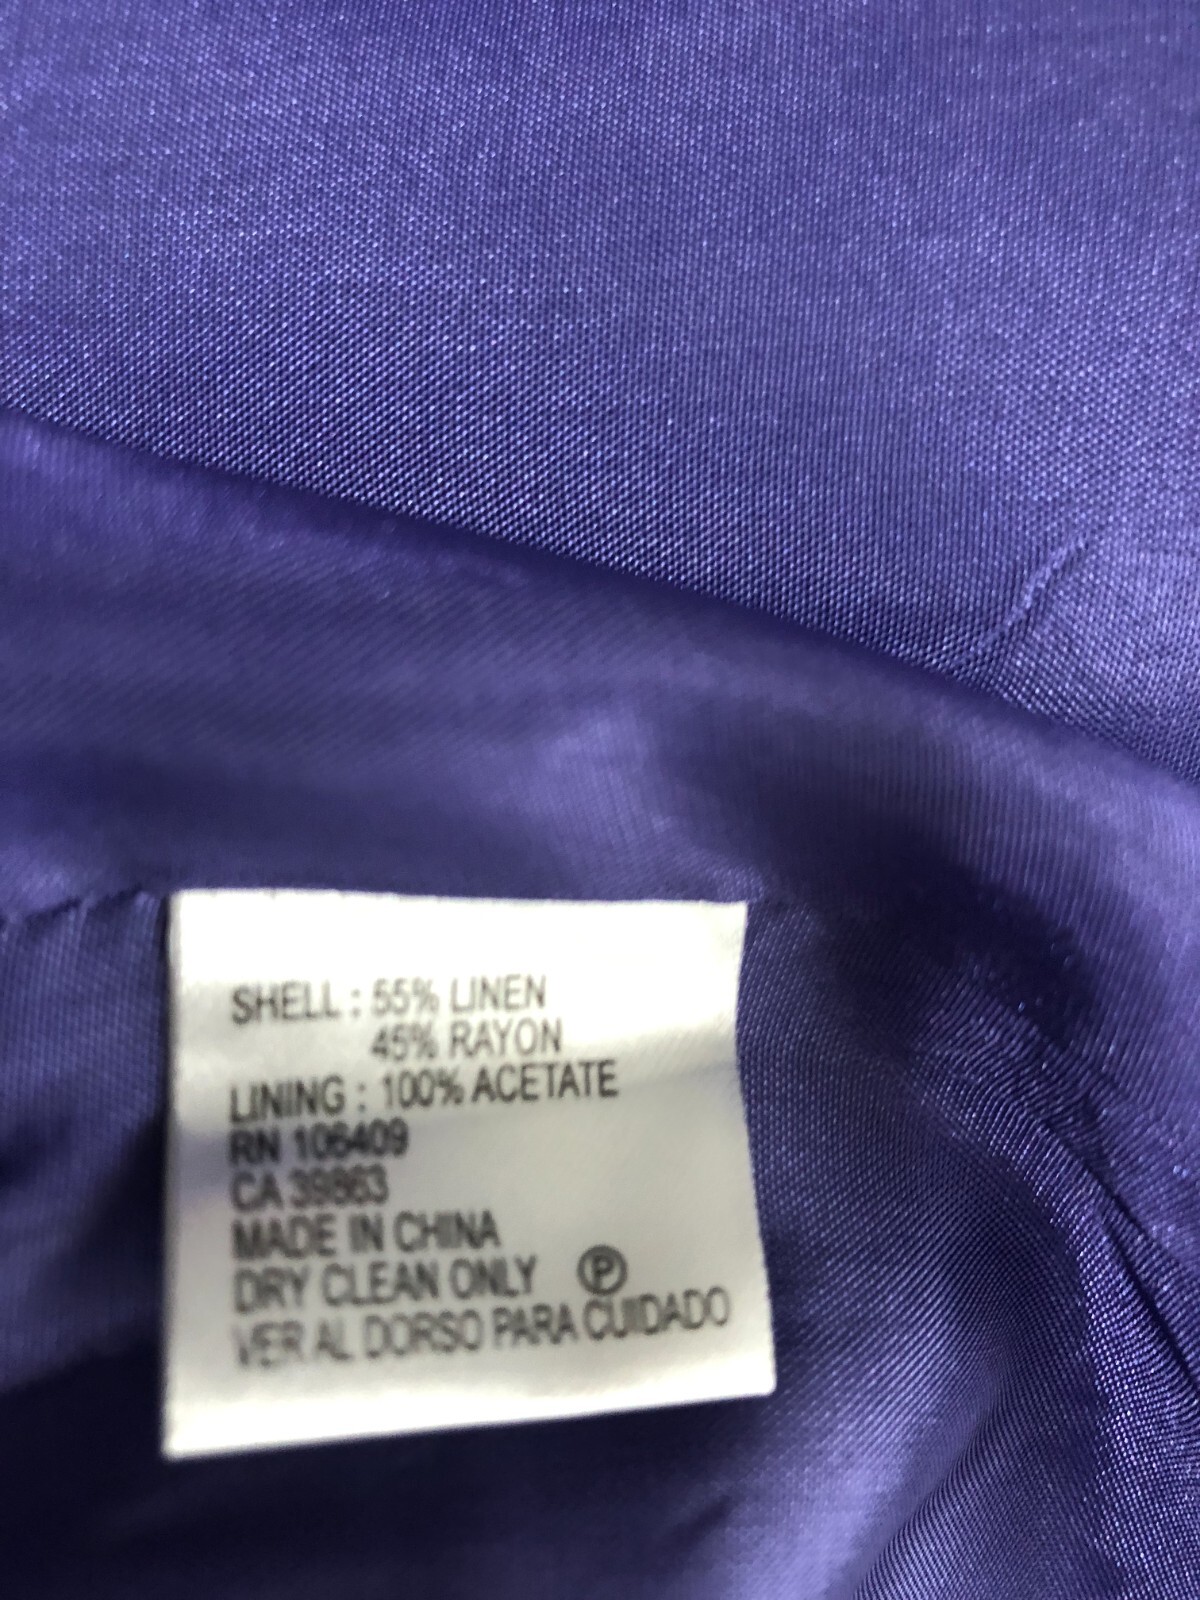 SHELL : 55% LINEN
45% RAYON
LINING : 100% ACETATE
RN 106409
CA 39863
MADE IN CHINA
DRY CLEAN ONLY Ⓟ
VER AL DORSO PARA CUIDADO